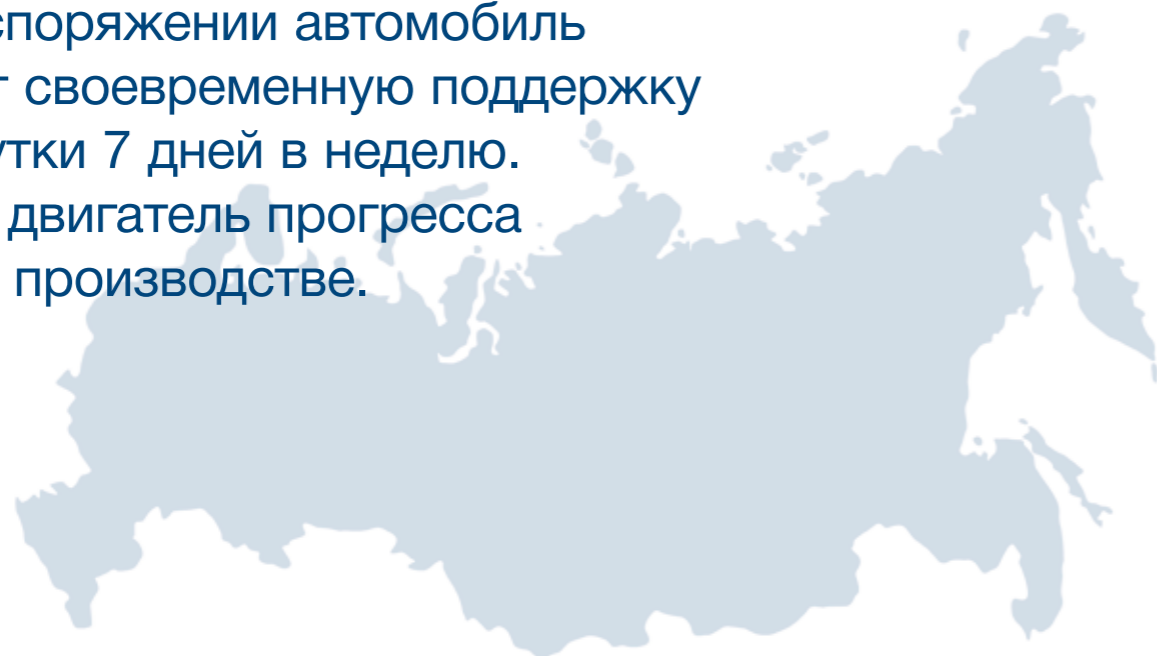 споряжении автомобиль
т своевременную поддержку
утки 7 дней в неделю.
двигатель прогресса
производстве.